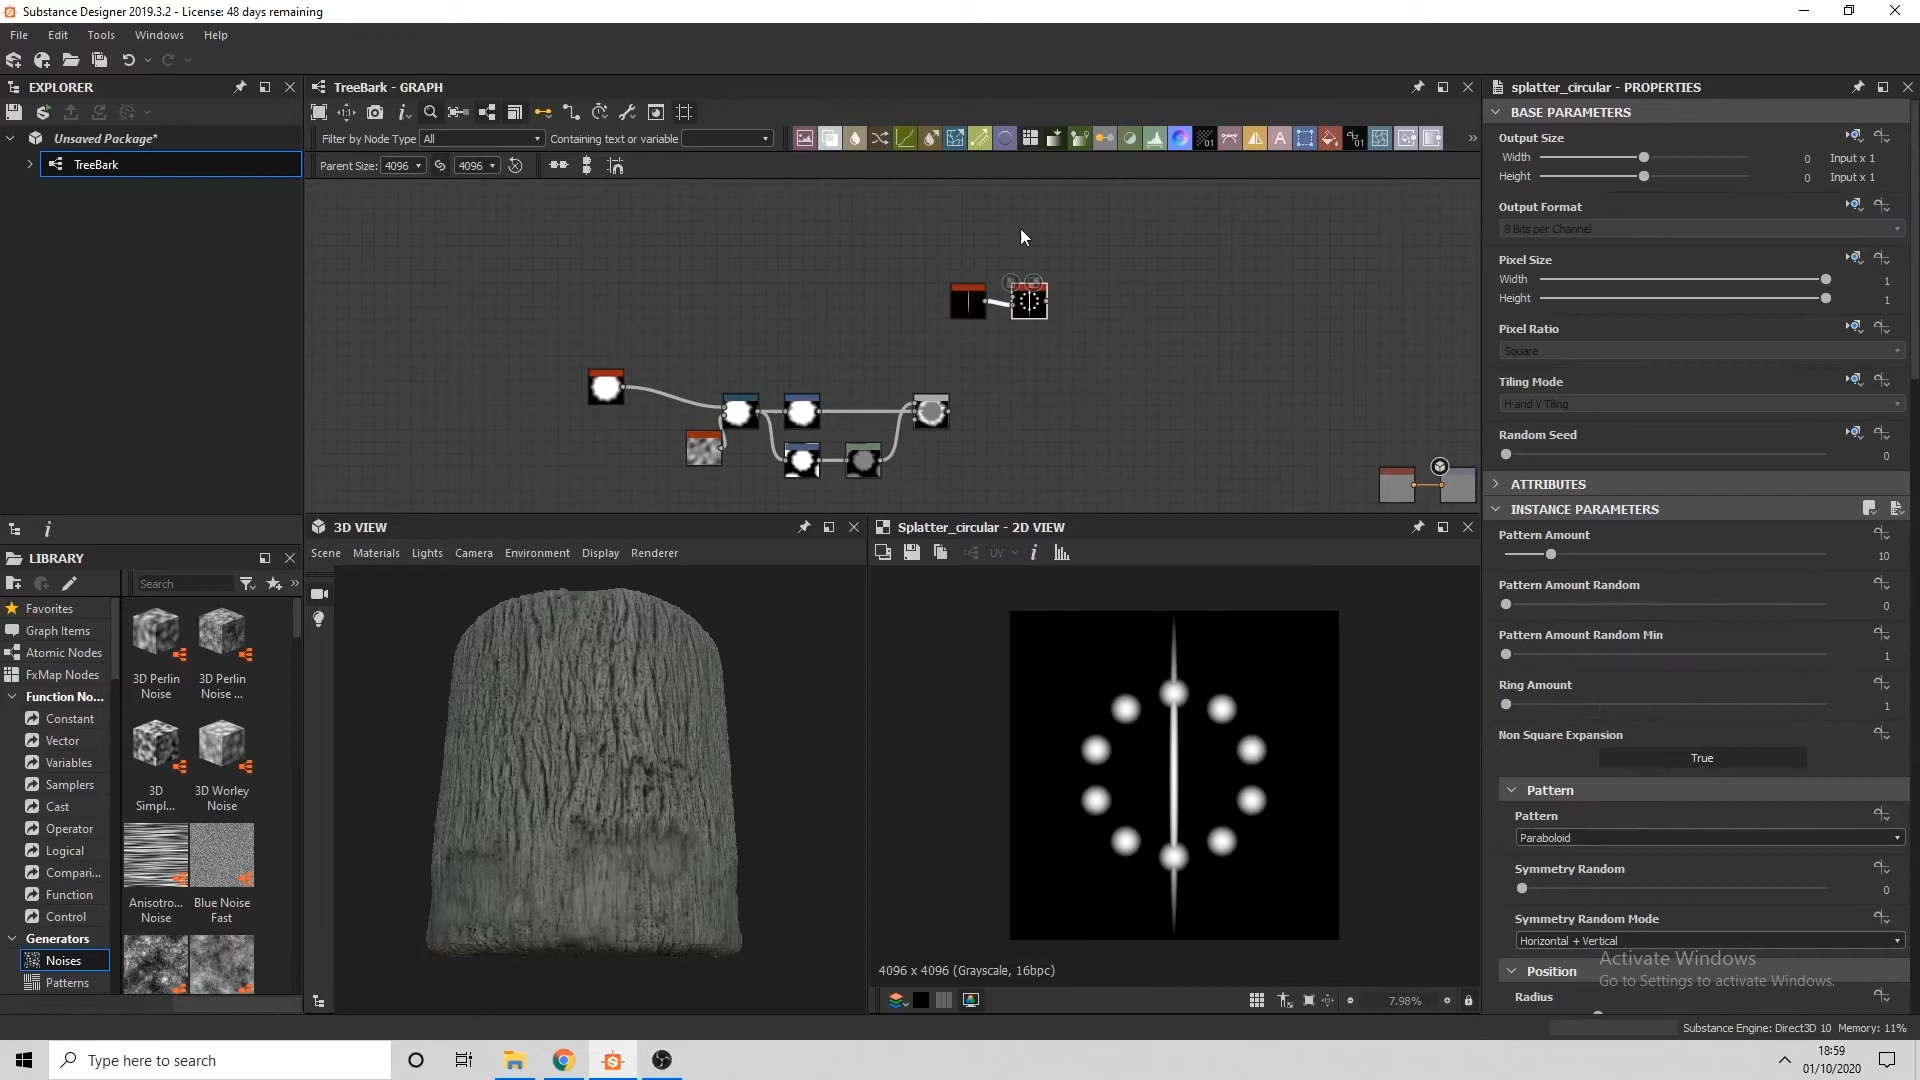 Substance Designer 2019.3.2 - License: 48 days remaining
File Edit Tools Windows Help
EXPLORER
Unsaved Package*
TreeBark
TreeBark - GRAPH
Filter by Node Type All Containing text or variable
Parent Size: 4096 4096
LIBRARY
Search
Favorites
Graph Items
Atomic Nodes
FxMap Nodes
Function No...
Constant
Vector
Variables
Samplers
Cast
Operator
Logical
Compari...
Function
Control
Generators
Noises
Patterns
3D Perlin Noise
3D Perlin Noise ...
3D Simpl...
3D Worley Noise
Anisotro... Noise
Blue Noise Fast
3D VIEW
Scene Materials Lights Camera Environment Display Renderer
Splatter_circular - 2D VIEW
UV
4096 x 4096 (Grayscale, 16bpc)
7.98%
splatter_circular - PROPERTIES
BASE PARAMETERS
Output Size
Width 0 Input x 1
Height 0 Input x 1
Output Format
8 Bits per Channel
Pixel Size
Width 1
Height 1
Pixel Ratio
Square
Tiling Mode
H and V Tiling
Random Seed
0
ATTRIBUTES
INSTANCE PARAMETERS
Pattern Amount
10
Pattern Amount Random
0
Pattern Amount Random Min
1
Ring Amount
1
Non Square Expansion
True
Pattern
Pattern
Paraboloid
Symmetry Random
0
Symmetry Random Mode
Horizontal + Vertical
Position
Radius
Activate Windows
Go to Settings to activate Windows.
Substance Engine: Direct3D 10 Memory: 11%
Type here to search
18:59
01/10/2020